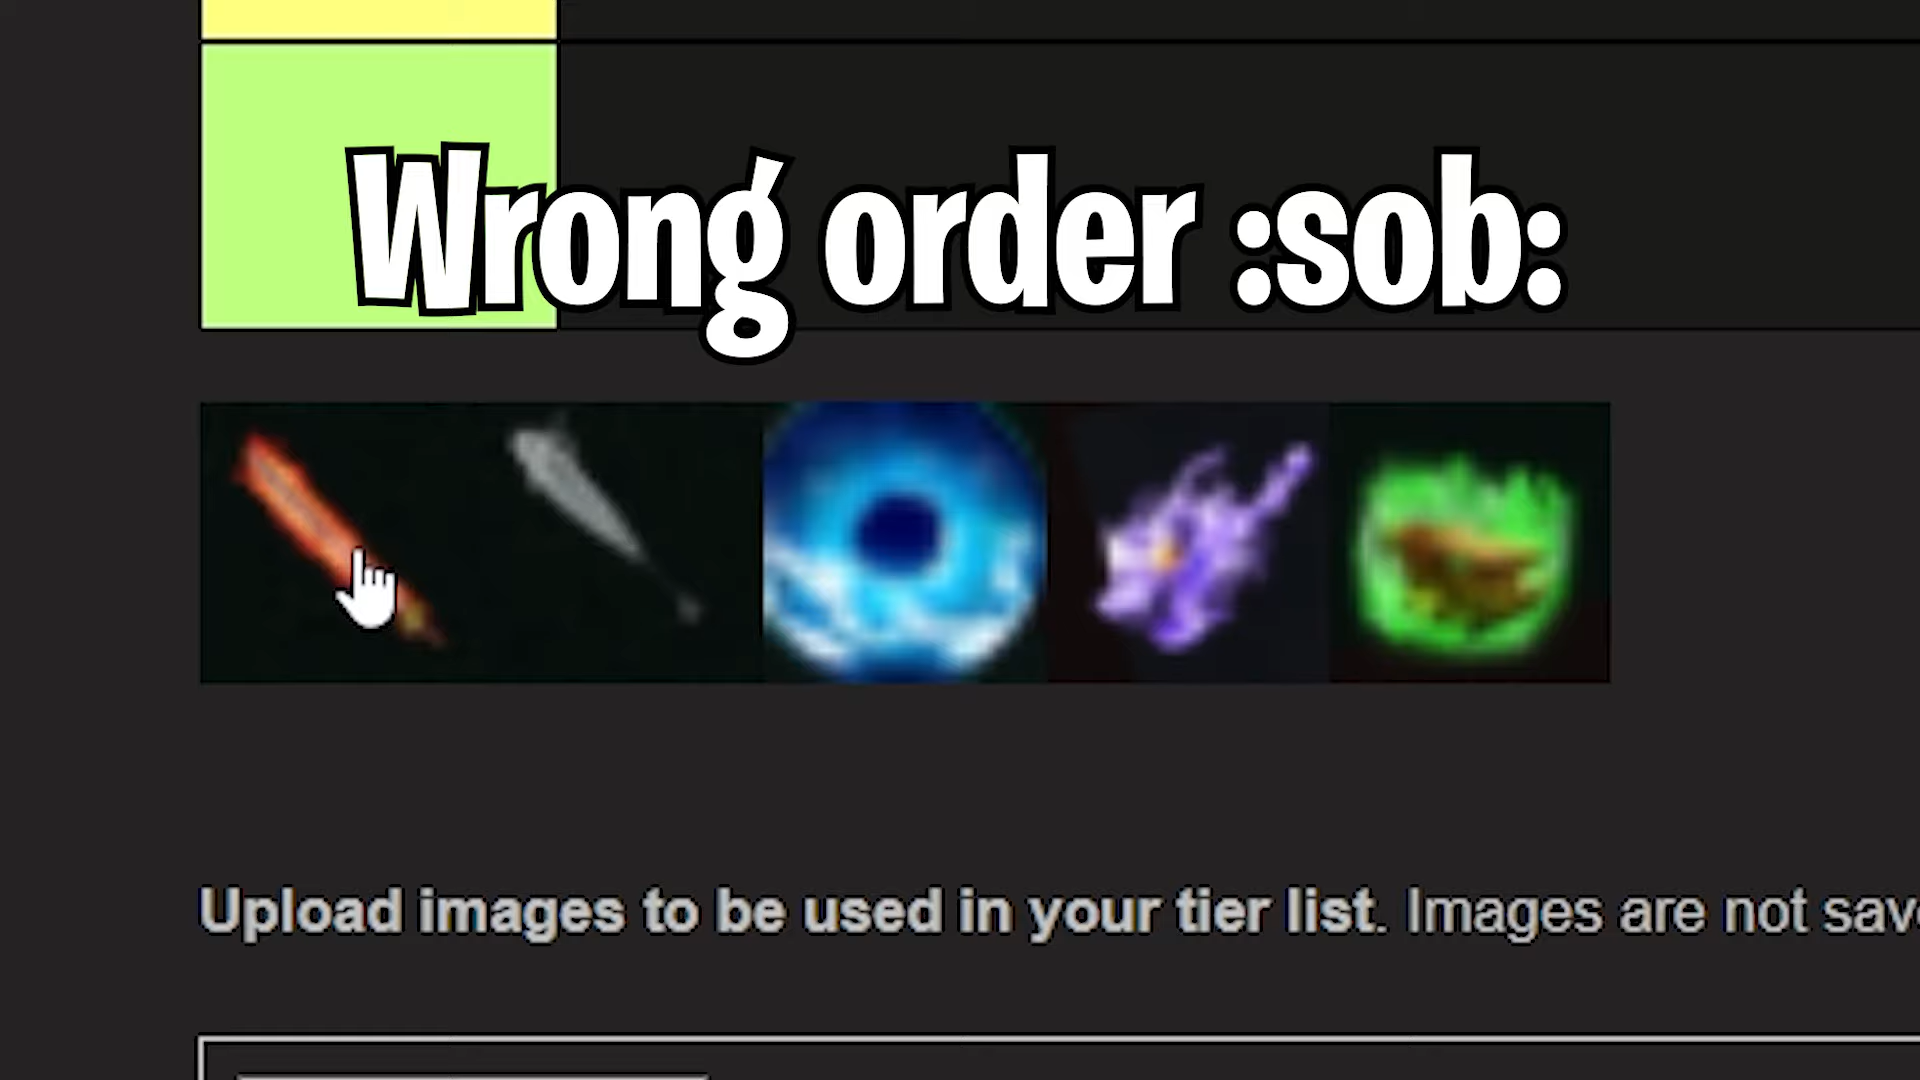 Wrong order :sob:
Upload images to be used in your tier list. Images are not sav